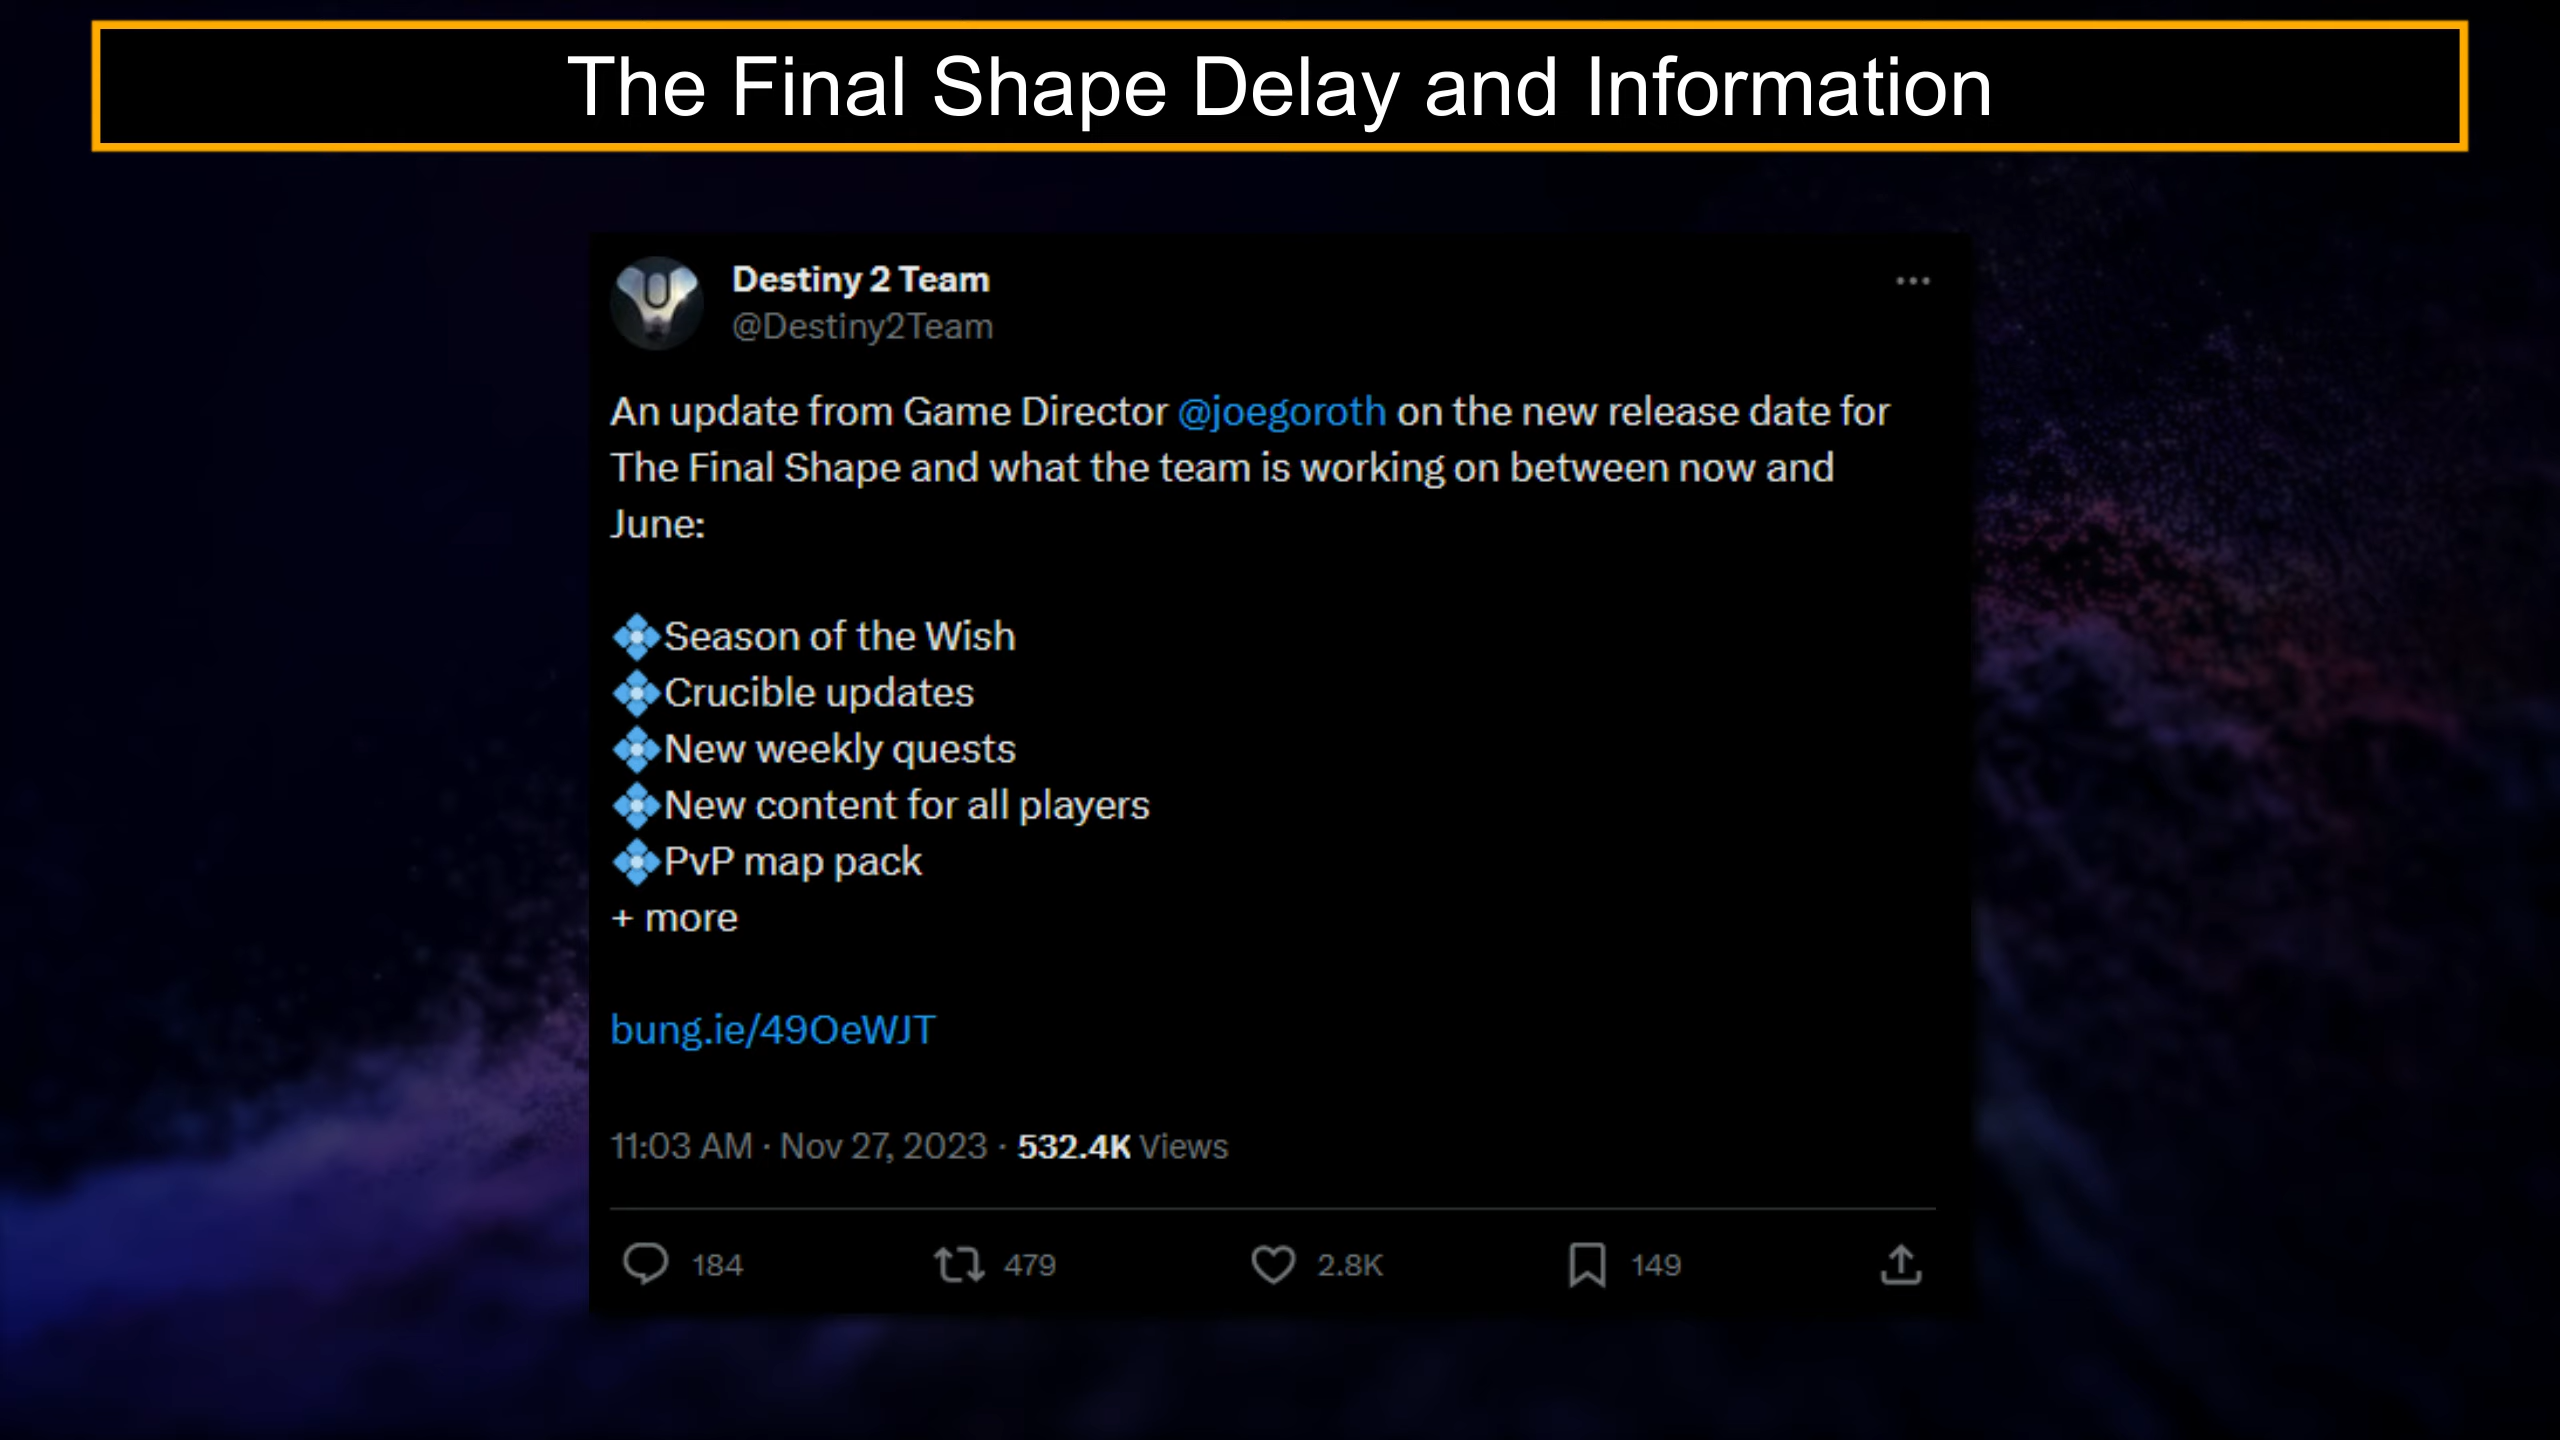 The Final Shape Delay and Information
Destiny 2 Team
@Destiny2Team
An update from Game Director @joegoroth on the new release date for
The Final Shape and what the team is working on between now and
June:
💠Season of the Wish
💠Crucible updates
💠New weekly quests
💠New content for all players
💠PvP map pack
+ more
bung.ie/49OeWJT
11:03 AM · Nov 27, 2023 · 532.4K Views
184 479 2.8K 149